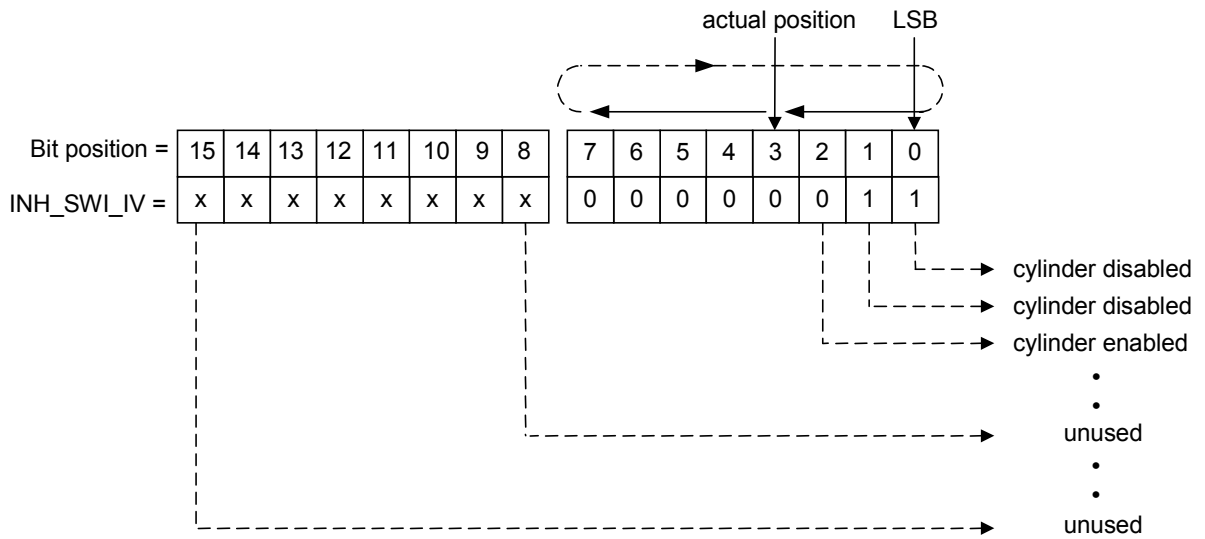 actual position LSB
Bit position = 15 14 13 12 11 10 9 8 7 6 5 4 3 2 1 0
INH_SWI_IV = x x x x x x x x 0 0 0 0 0 0 1 1
cylinder disabled
cylinder disabled
cylinder enabled
unused
unused